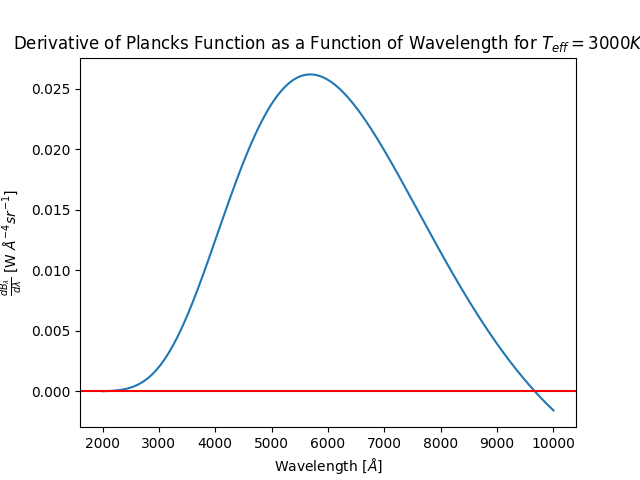 Derivative of Plancks Function as a Function of Wavelength for $T_{eff} = 3000K$
0.025
0.020
0.015
0.010
0.005
0.000
$\frac{dB_\lambda}{d\lambda}$ [W $\AA^{-4} sr^{-1}$]
2000 3000 4000 5000 6000 7000 8000 9000 10000
Wavelength [$\AA$]